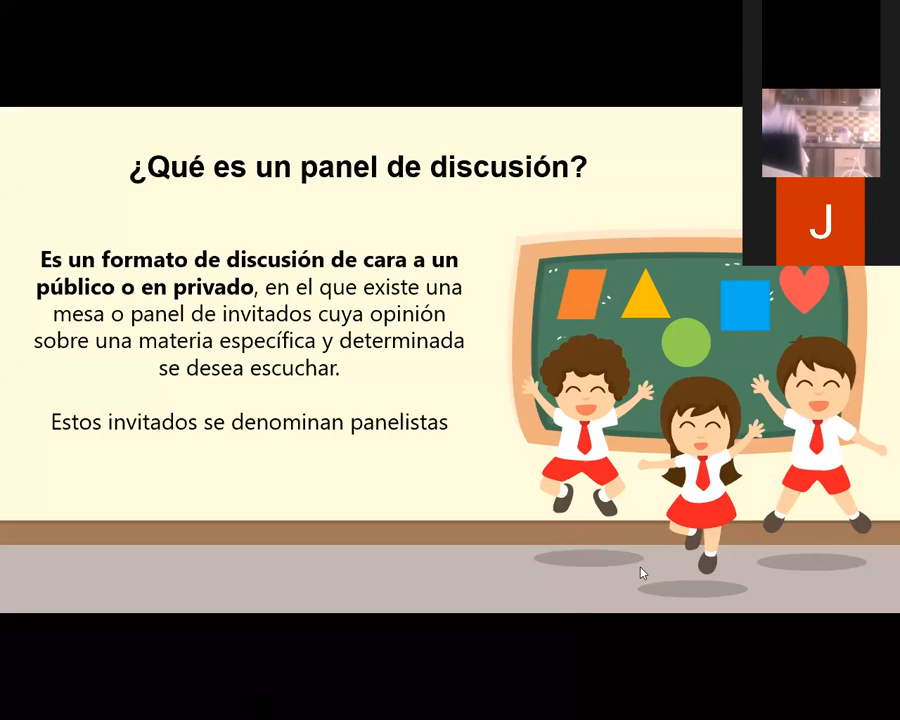 ¿Qué es un panel de discusión?
J
Es un formato de discusión de cara a un
público o en privado, en el que existe una
mesa o panel de invitados cuya opinión
sobre una materia específica y determinada
se desea escuchar.
Estos invitados se denominan panelistas